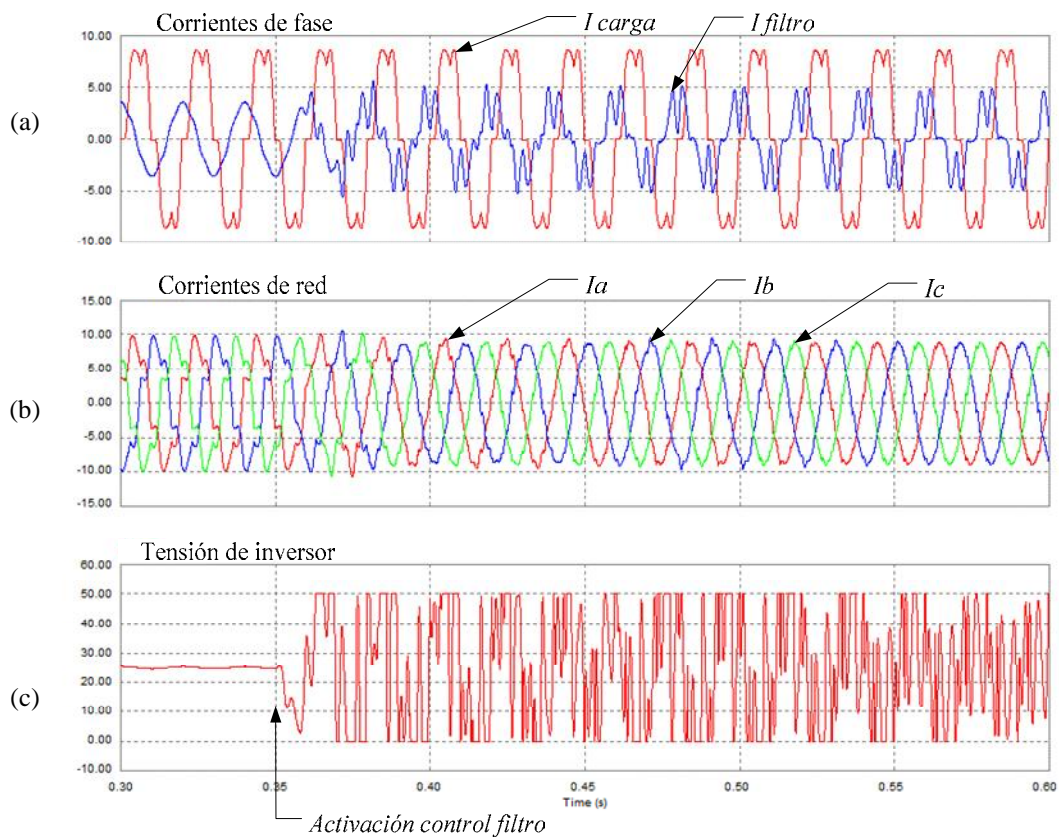 Corrientes de fase
I carga
I filtro
(a)
10.00
5.00
0.00
-5.00
-10.00
Corrientes de red
Ia
Ib
Ic
(b)
15.00
10.00
5.00
0.00
-5.00
-10.00
-15.00
Tensión de inversor
(c)
60.00
50.00
40.00
30.00
20.00
10.00
0.00
-10.00
0.30
0.35
0.40
0.45
0.50
0.55
0.60
Time (s)
Activación control filtro